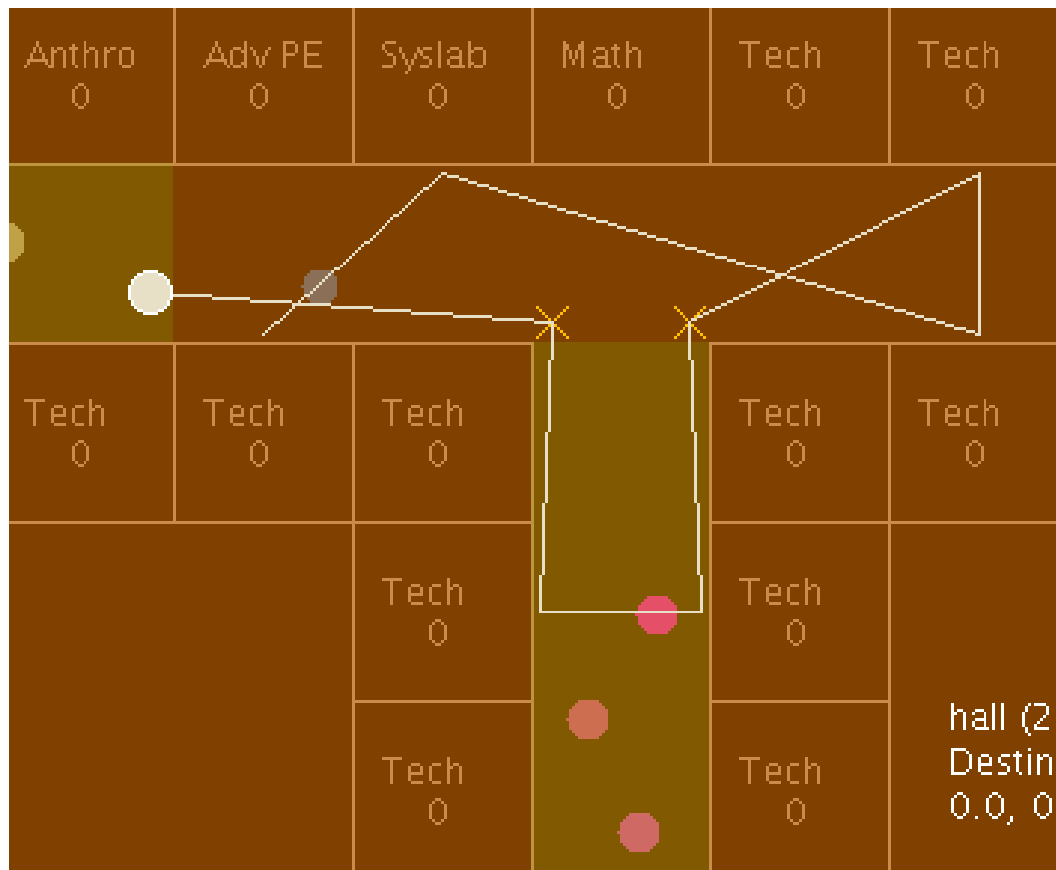 Anthro Adv PE Syslab Math Tech Tech
0 0 0 0 0 0
Tech Tech Tech Tech Tech
0 0 0 0 0
Tech Tech
0 0
hall (2
Destin
Tech Tech
0.0, 0
0 0